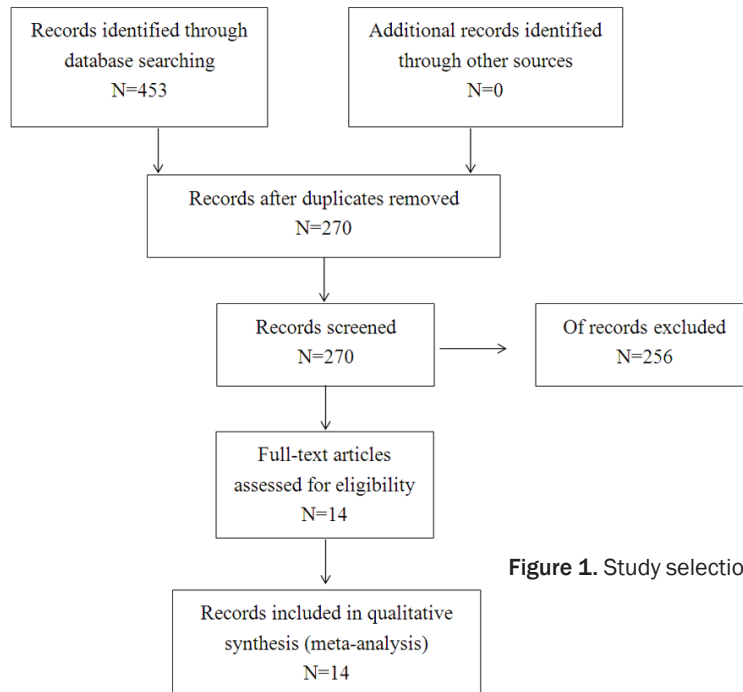 Records identified through
database searching
N=453
Additional records identified
through other sources
N=0
Records after duplicates removed
N=270
Records screened
N=270
Of records excluded
N=256
Full-text articles
assessed for eligibility
N=14
Figure 1. Study selectio
Records included in qualitative
synthesis (meta-analysis)
N=14